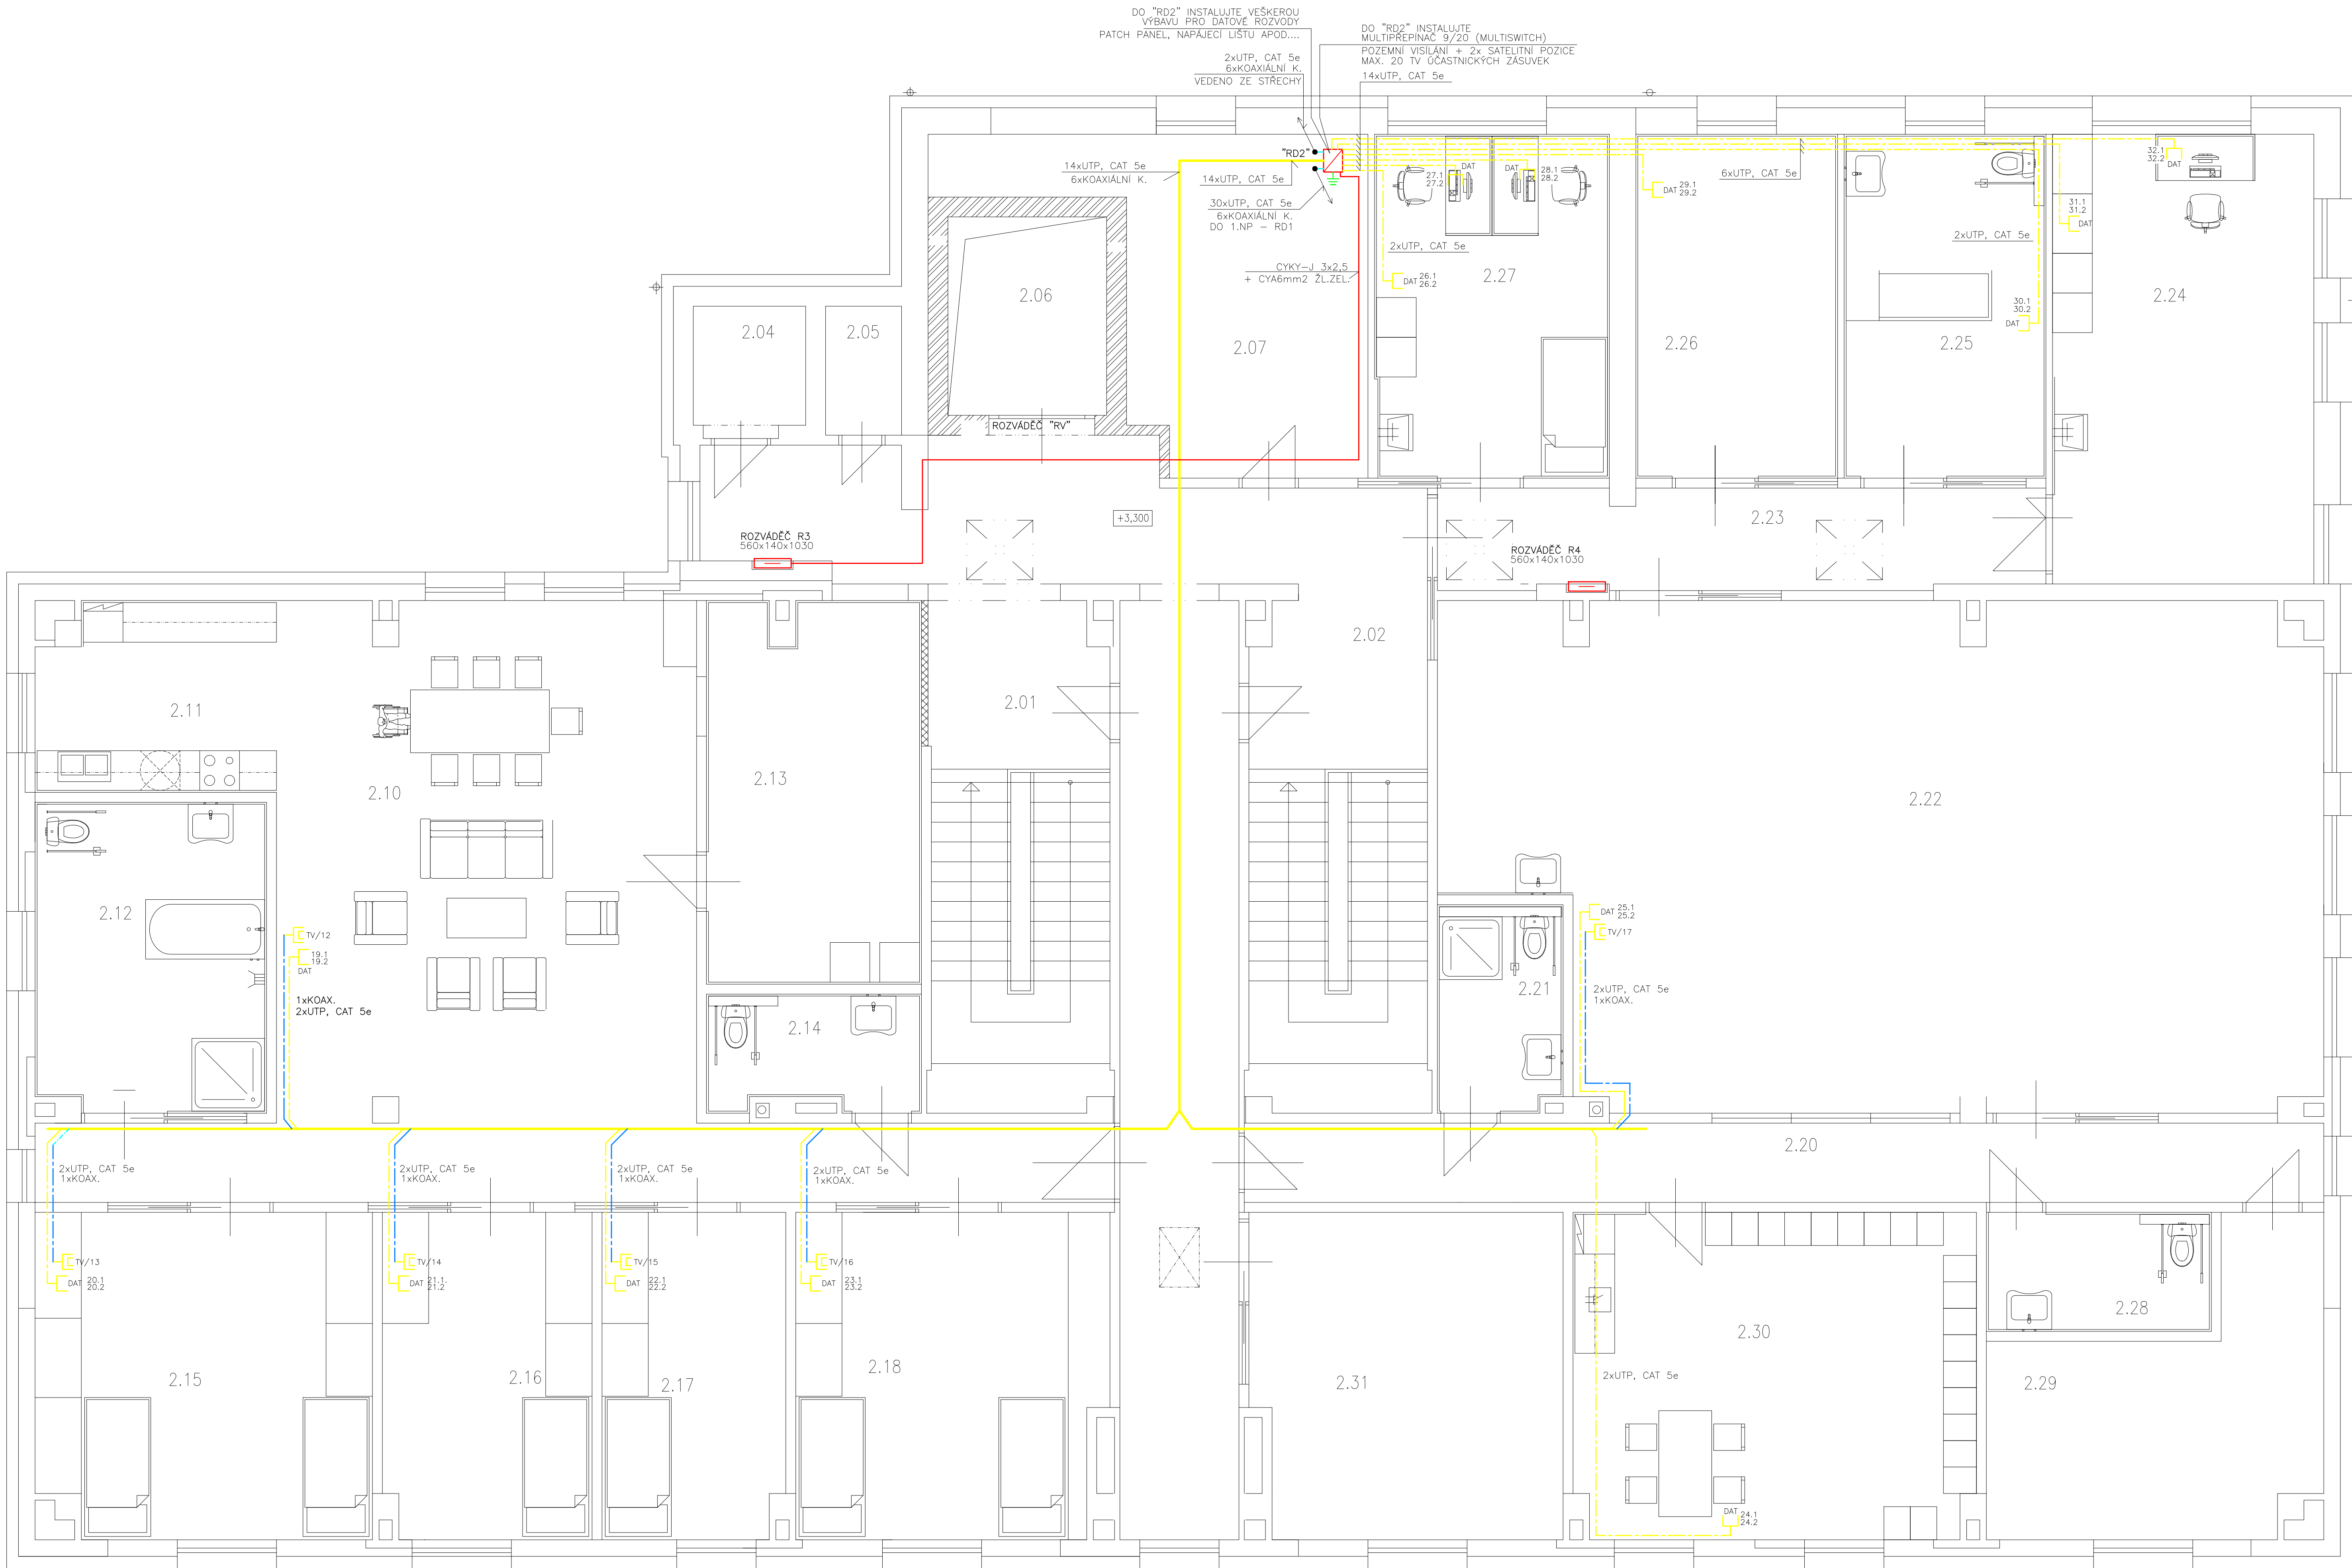 DO "RD2" INSTALUJTE VEŠKEROU
VÝBAVU PRO DATOVÉ ROZVODY
PATCH PANEL, NAPÁJECÍ LIŠTU APOD....
DO "RD2" INSTALUJTE
MULTIPŘEPÍNAČ 9/20 (MULTISWITCH)
POZEMNÍ VISÍLÁNÍ + 2x SATELITNÍ POZICE
MAX. 20 TV ÚČASTNICKÝCH ZÁSUVEK
2xUTP, CAT 5e
6xKOAXIÁLNÍ K.
VEDENO ZE STŘECHY
14xUTP, CAT 5e
"RD2"
14xUTP, CAT 5e
6xKOAXIÁLNÍ K.
14xUTP, CAT 5e
30xUTP, CAT 5e
6xKOAXIÁLNÍ K.
DO 1.NP – RD1
CYKY–J 3x2,5
+ CYA6mm2 ŽL.ZEL.
27.1
27.2
DAT
DAT
28.1
28.2
DAT
29.1
29.2
6xUTP, CAT 5e
32.1
32.2
DAT
31.1
31.2
DAT
2xUTP, CAT 5e
2xUTP, CAT 5e
DAT
26.1
26.2
30.1
30.2
DAT
2.04
2.05
2.06
2.07
2.27
2.26
2.25
2.24
ROZVÁDĚČ "RV"
+3,300
2.23
ROZVÁDĚČ R3
560x140x1030
ROZVÁDĚČ R4
560x140x1030
2.02
2.01
2.11
2.10
2.13
2.22
2.12
TV/12
19.1
19.2
DAT
1xKOAX.
2xUTP, CAT 5e
2.14
2.21
DAT
25.1
25.2
TV/17
2xUTP, CAT 5e
1xKOAX.
2.20
2xUTP, CAT 5e
1xKOAX.
2xUTP, CAT 5e
1xKOAX.
2xUTP, CAT 5e
1xKOAX.
2xUTP, CAT 5e
1xKOAX.
TV/13
DAT
20.1
20.2
TV/14
DAT
21.1.
21.2
TV/15
DAT
22.1
22.2
TV/16
DAT
23.1
23.2
2.15
2.16
2.17
2.18
2.31
2.30
2.28
2.29
2xUTP, CAT 5e
DAT
24.1
24.2